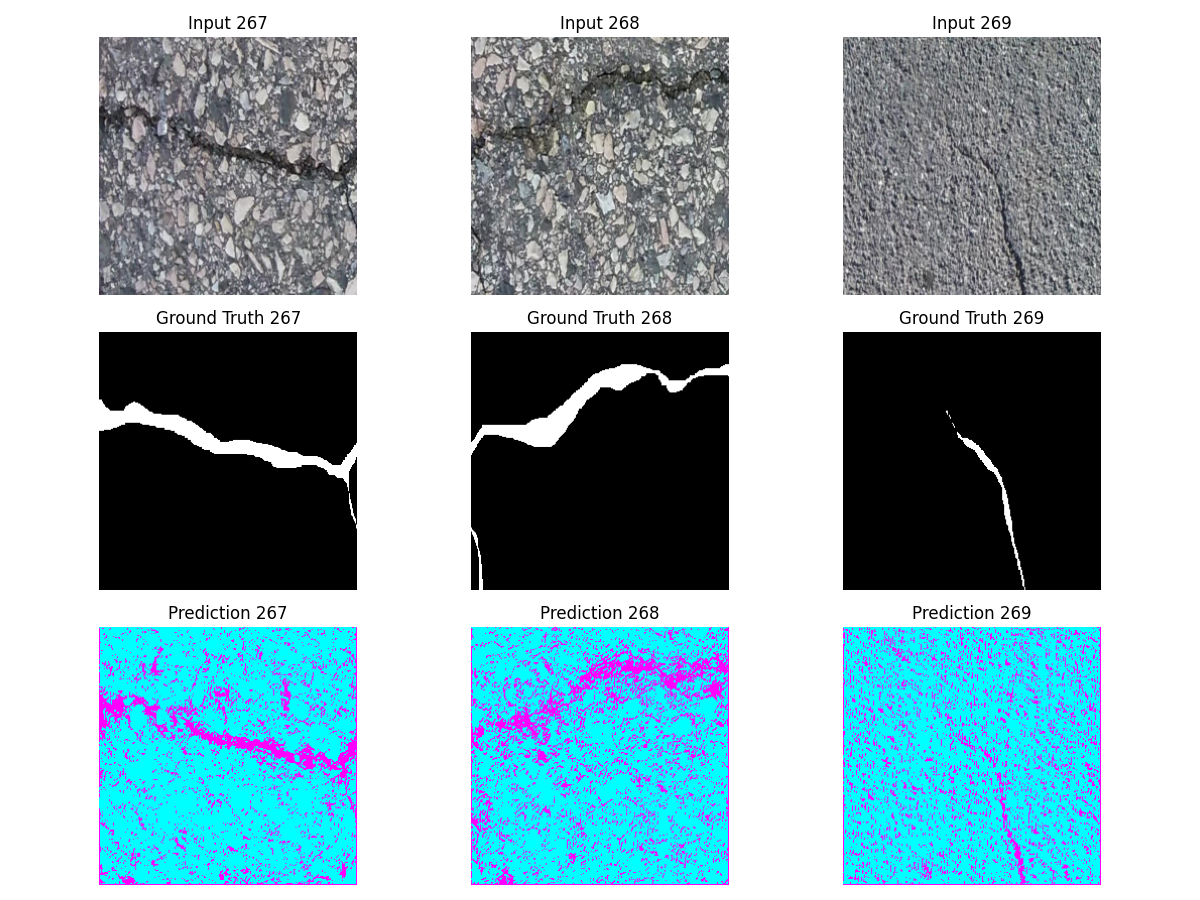 Input 267
Input 268
Input 269
Ground Truth 267
Ground Truth 268
Ground Truth 269
Prediction 267
Prediction 268
Prediction 269